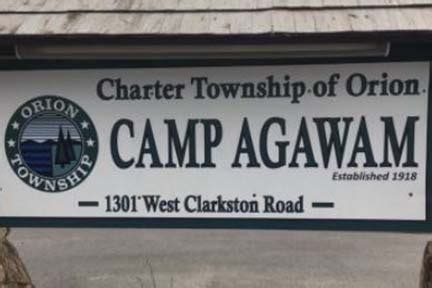 Charter Township of Orion
ORION
TOWNSHIP
CAMP AGAWAM
Established 1918
1301 West Clarkston Road